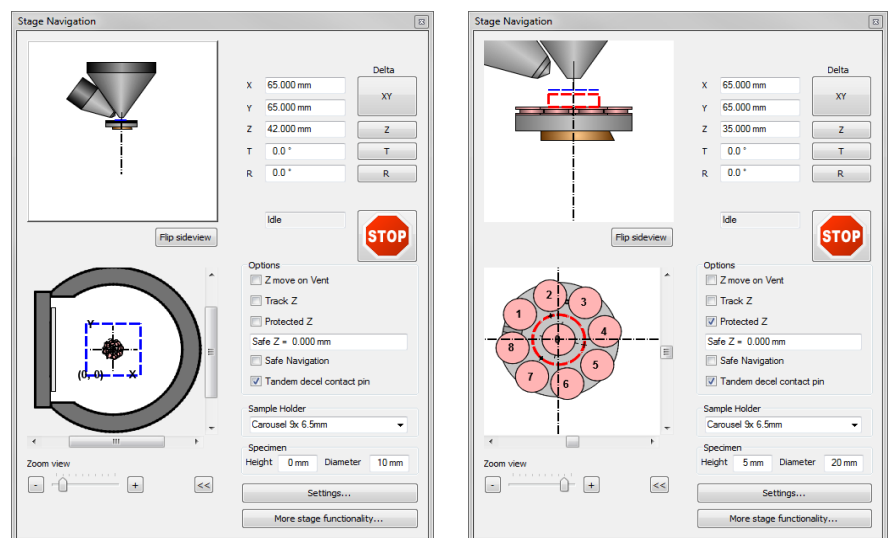 Stage Navigation
Delta
X 65.000 mm XY
Y 65.000 mm
Z 42.000 mm Z
T 0.0 ° T
R 0.0 ° R
Idle
STOP
Flip sideview
Options
Z move on Vent
Track Z
Protected Z
Safe Z = 0.000 mm
Safe Navigation
Tandem decel contact pin
Y
(0, 0) X
Sample Holder
Carousel 9x 6.5mm
Specimen
Height 0 mm Diameter 10 mm
Zoom view
- + <<
Settings...
More stage functionality...
Stage Navigation
Delta
X 65.000 mm XY
Y 65.000 mm
Z 35.000 mm Z
T 0.0 ° T
R 0.0 ° R
Idle
STOP
Flip sideview
Options
Z move on Vent
Track Z
Protected Z
Safe Z = 0.000 mm
Safe Navigation
Tandem decel contact pin
1
2
3
4
5
6
7
8
Sample Holder
Carousel 9x 6.5mm
Specimen
Height 5 mm Diameter 20 mm
Zoom view
- + <<
Settings...
More stage functionality...